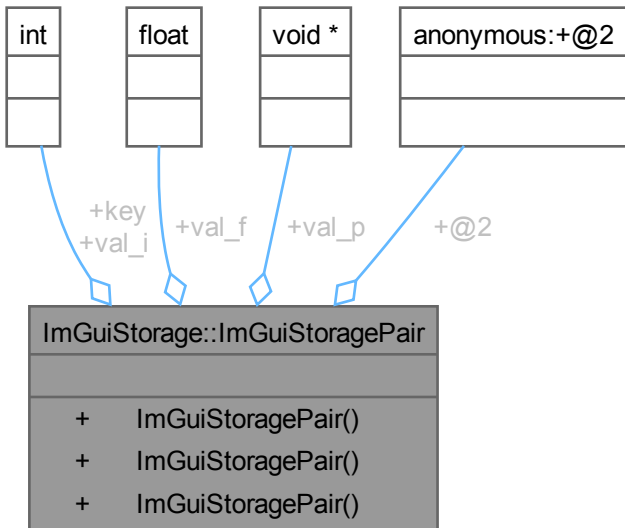 int
float
void *
anonymous:+@2
+key
+val_i
+val_f
+val_p
+@2
ImGuiStorage::ImGuiStoragePair
+ ImGuiStoragePair()
+ ImGuiStoragePair()
+ ImGuiStoragePair()